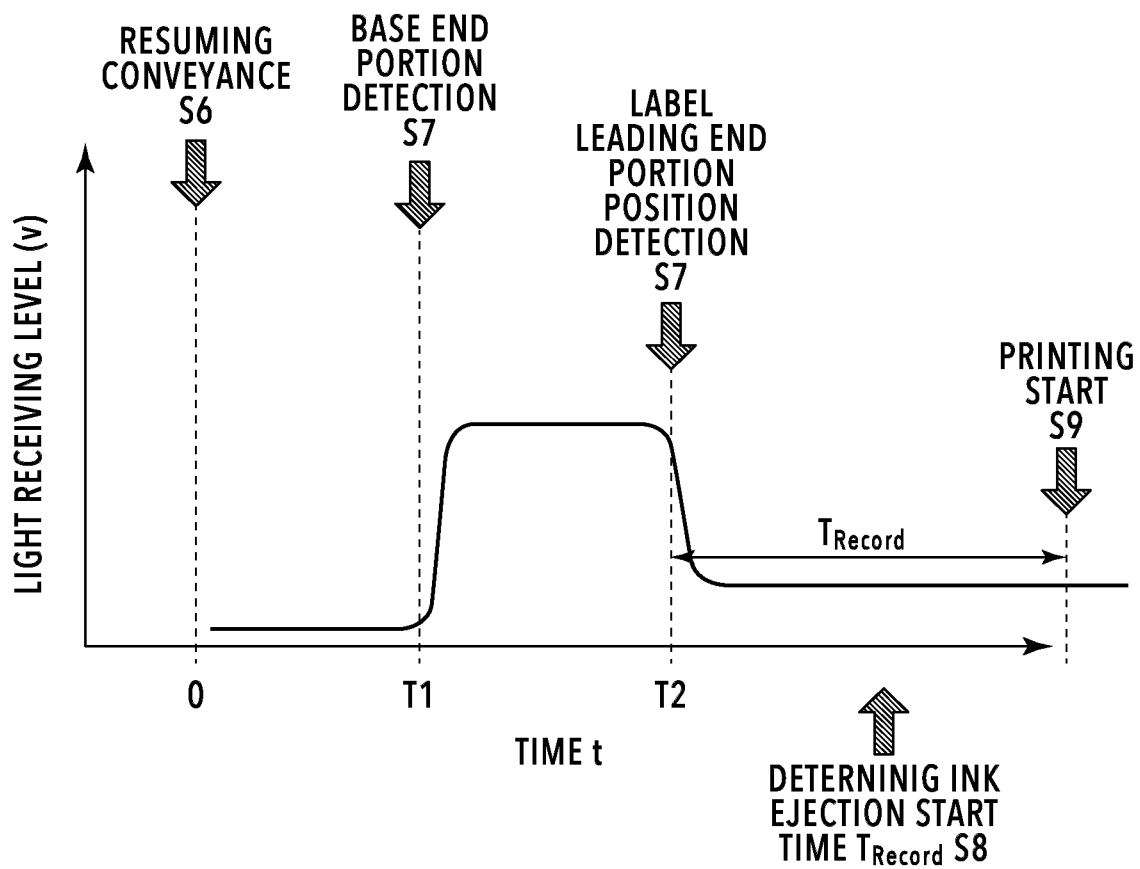 RESUMING
CONVEYANCE
S6
BASE END
PORTION
DETECTION
S7
LABEL
LEADING END
PORTION
POSITION
DETECTION
S7
PRINTING
START
S9
LIGHT RECEIVING LEVEL (v)
TRecord
0
T1
T2
TIME t
DETERNINIG INK
EJECTION START
TIME TRecord S8